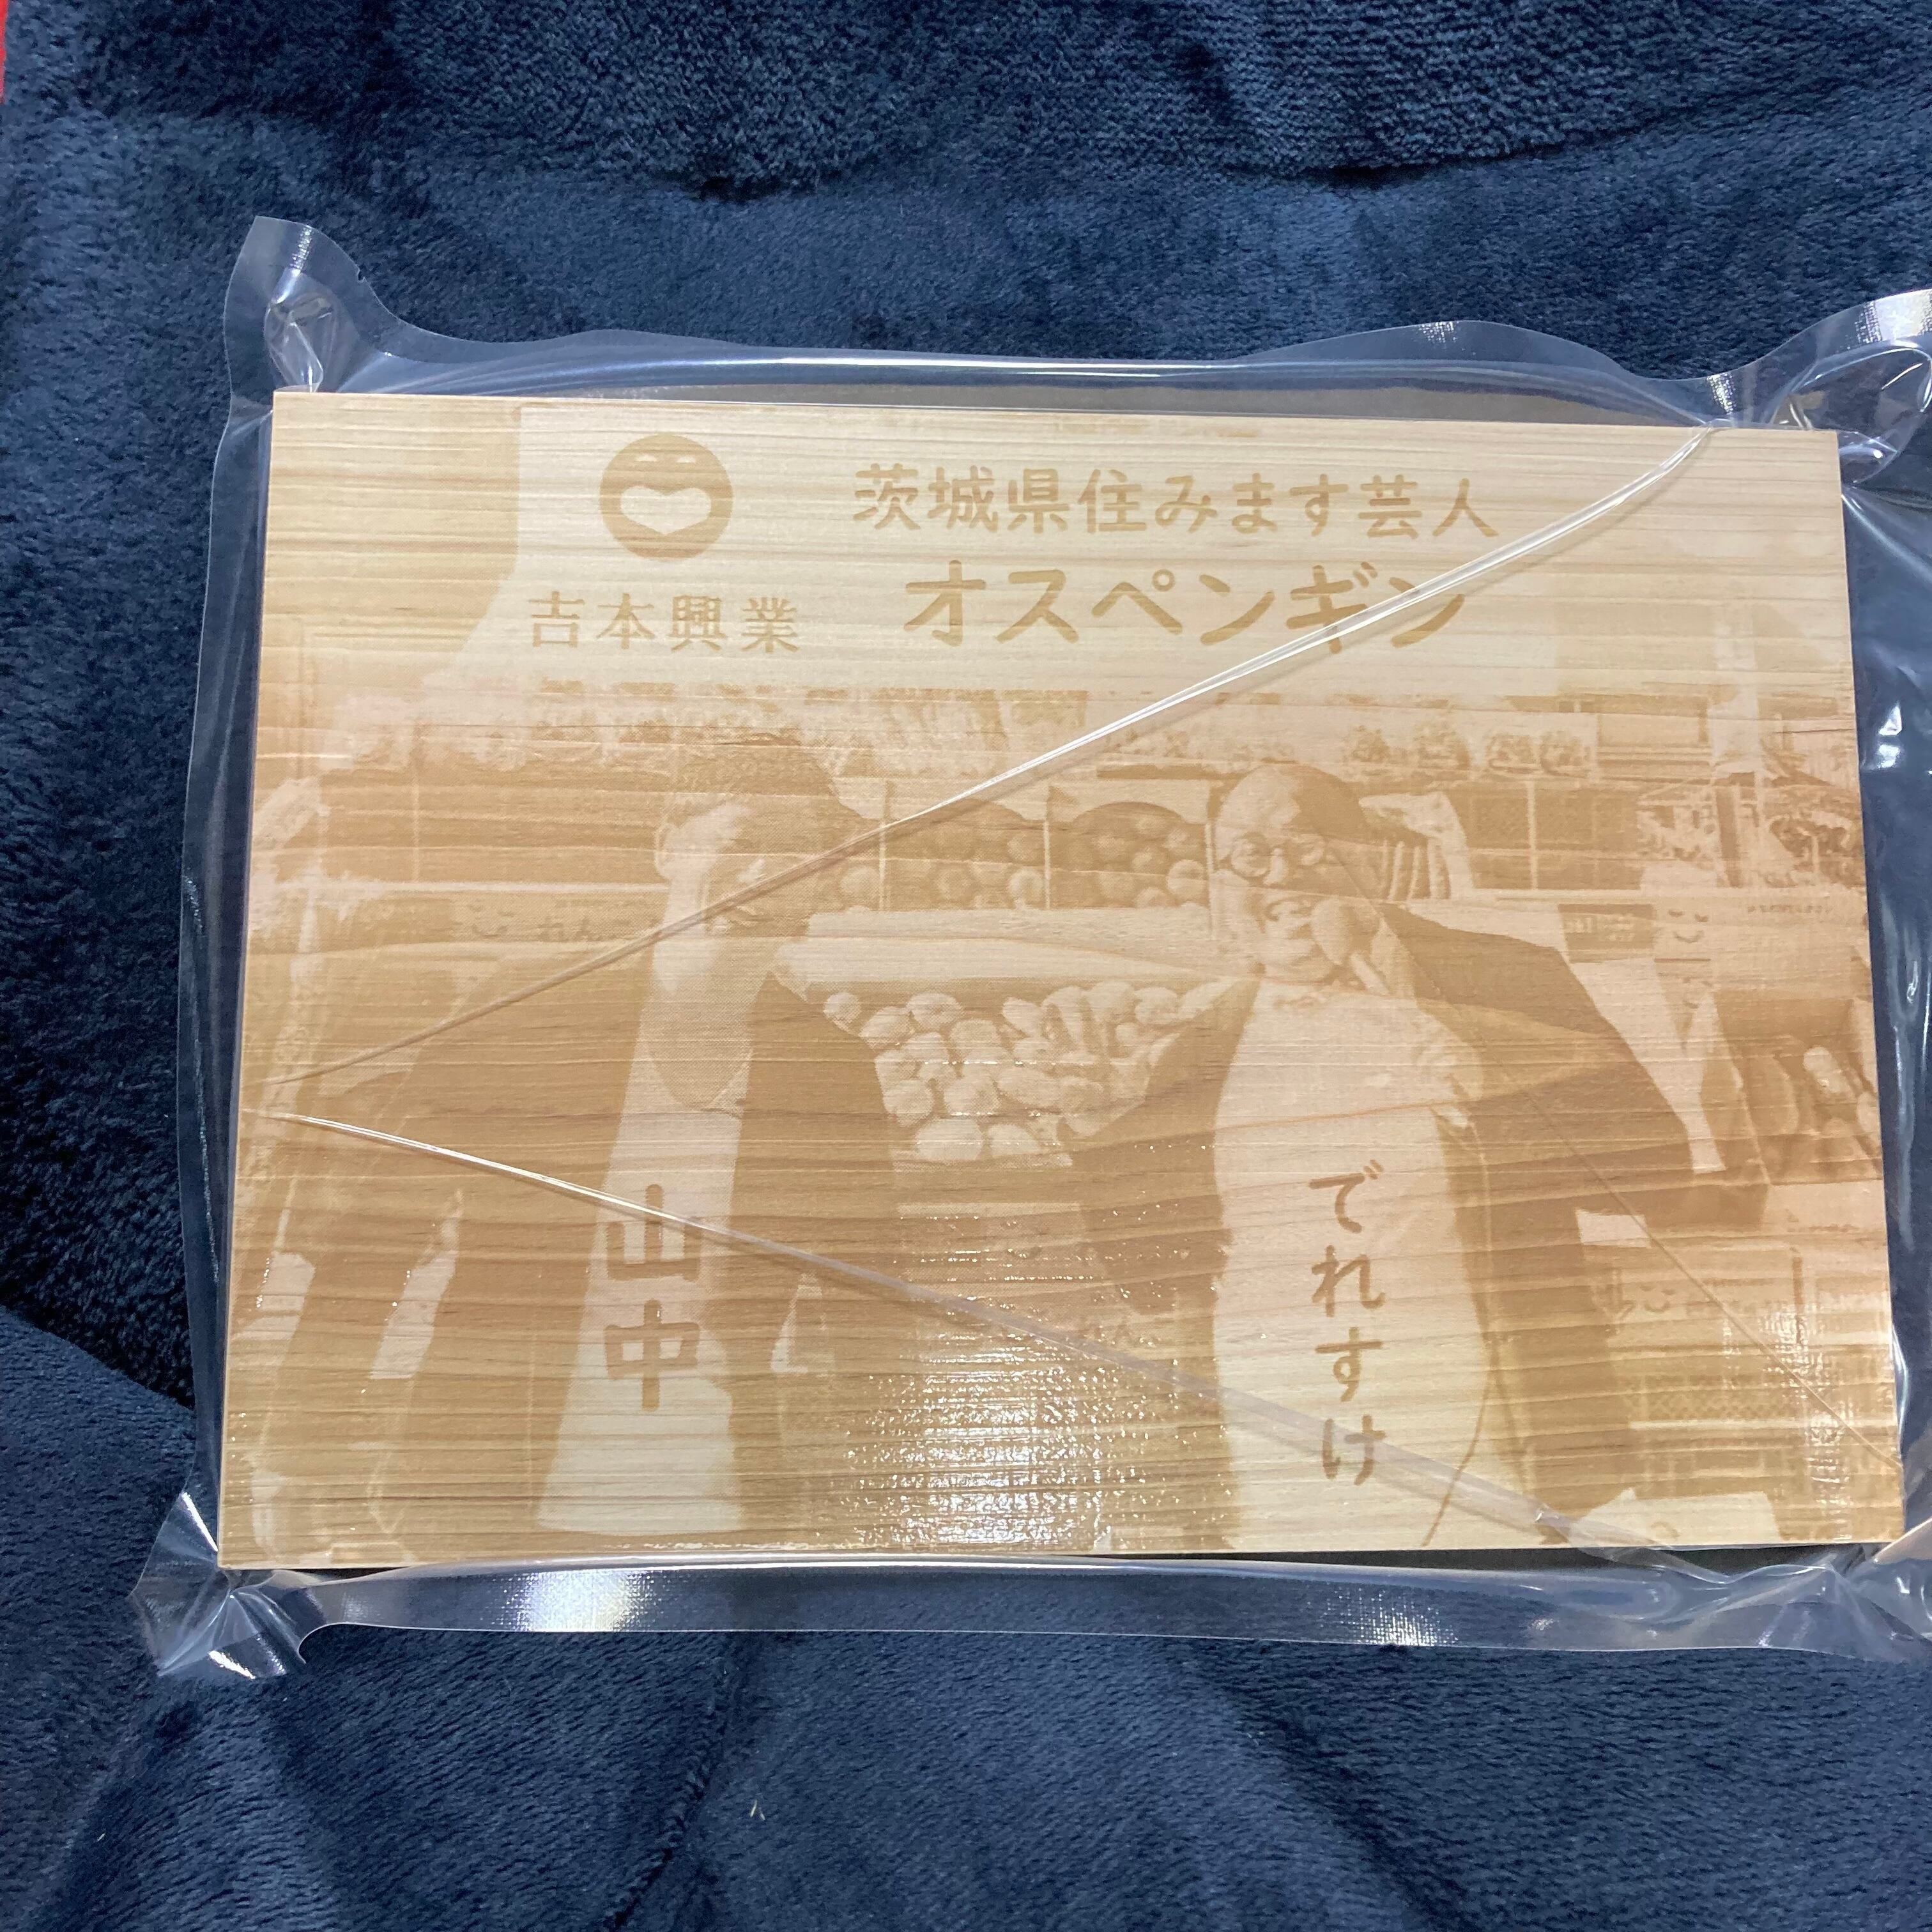 茨城県住みます芸人
吉本興業
オスペンギン
山中
でれすけ